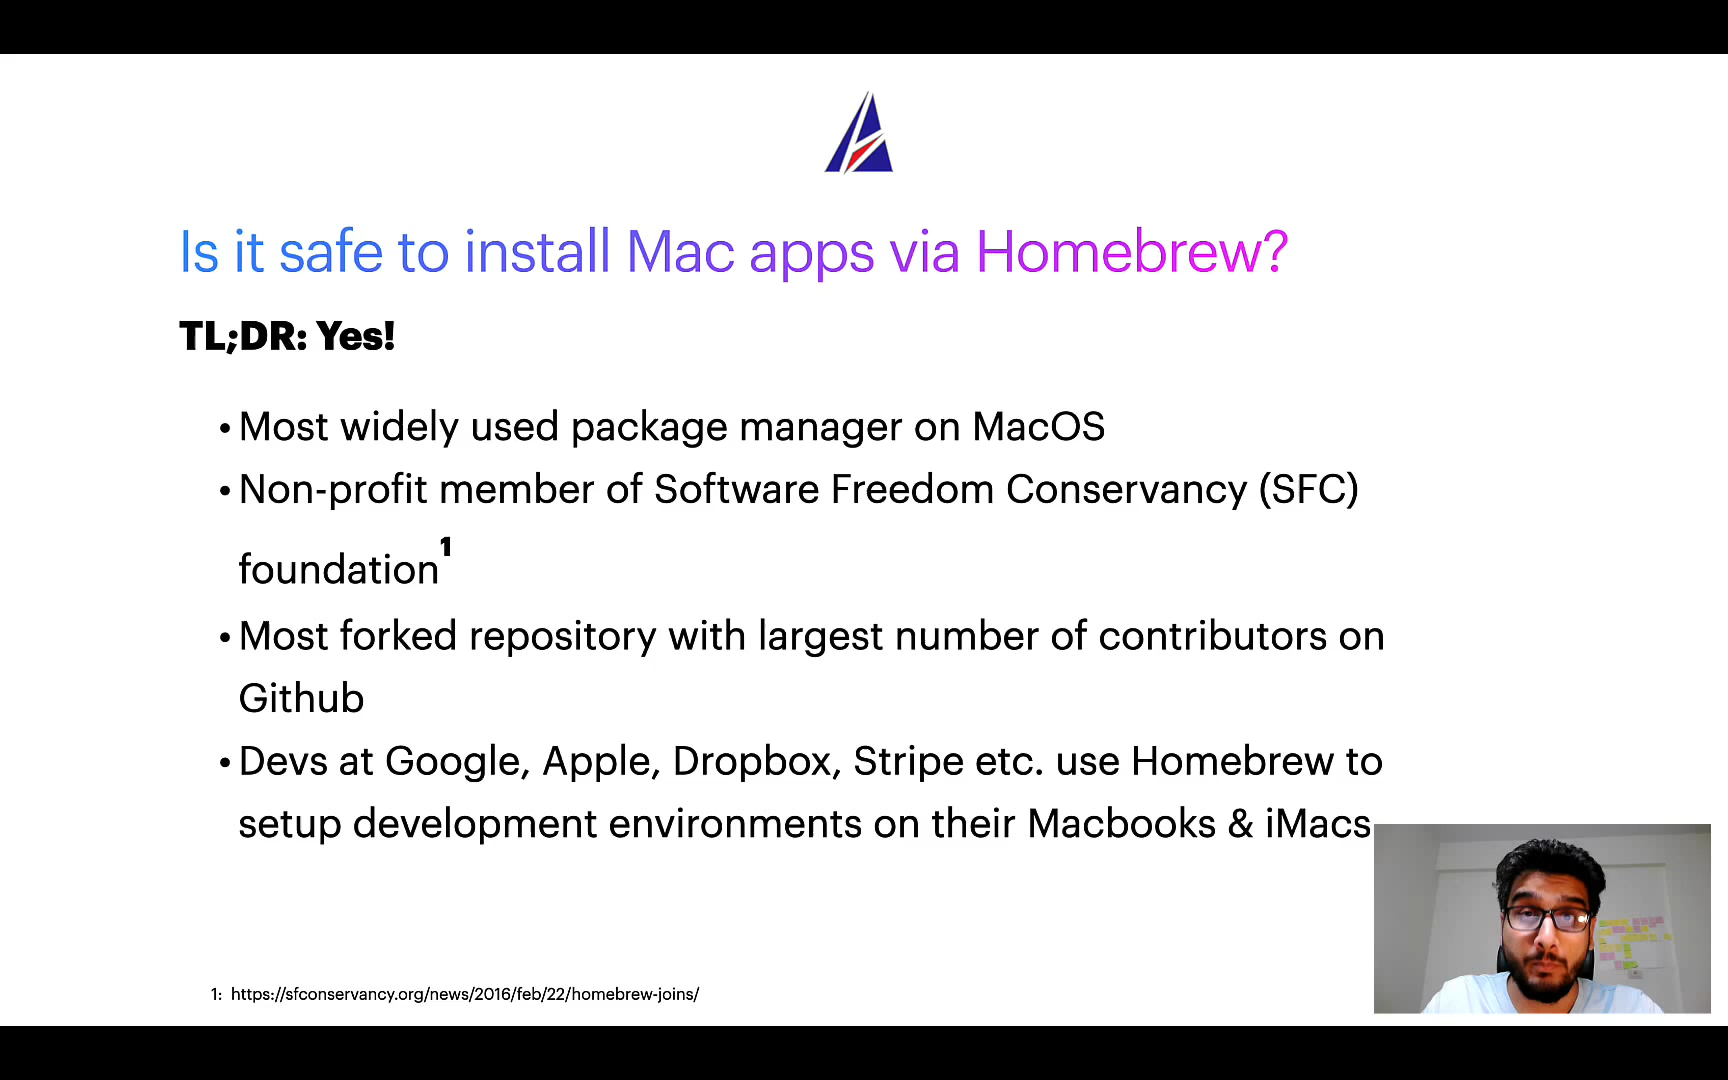 Is it safe to install Mac apps via Homebrew?
TL;DR: Yes!
• Most widely used package manager on MacOS
• Non-profit member of Software Freedom Conservancy (SFC)
foundation1
• Most forked repository with largest number of contributors on
Github
• Devs at Google, Apple, Dropbox, Stripe etc. use Homebrew to
setup development environments on their Macbooks & iMacs
1: https://sfconservancy.org/news/2016/feb/22/homebrew-joins/